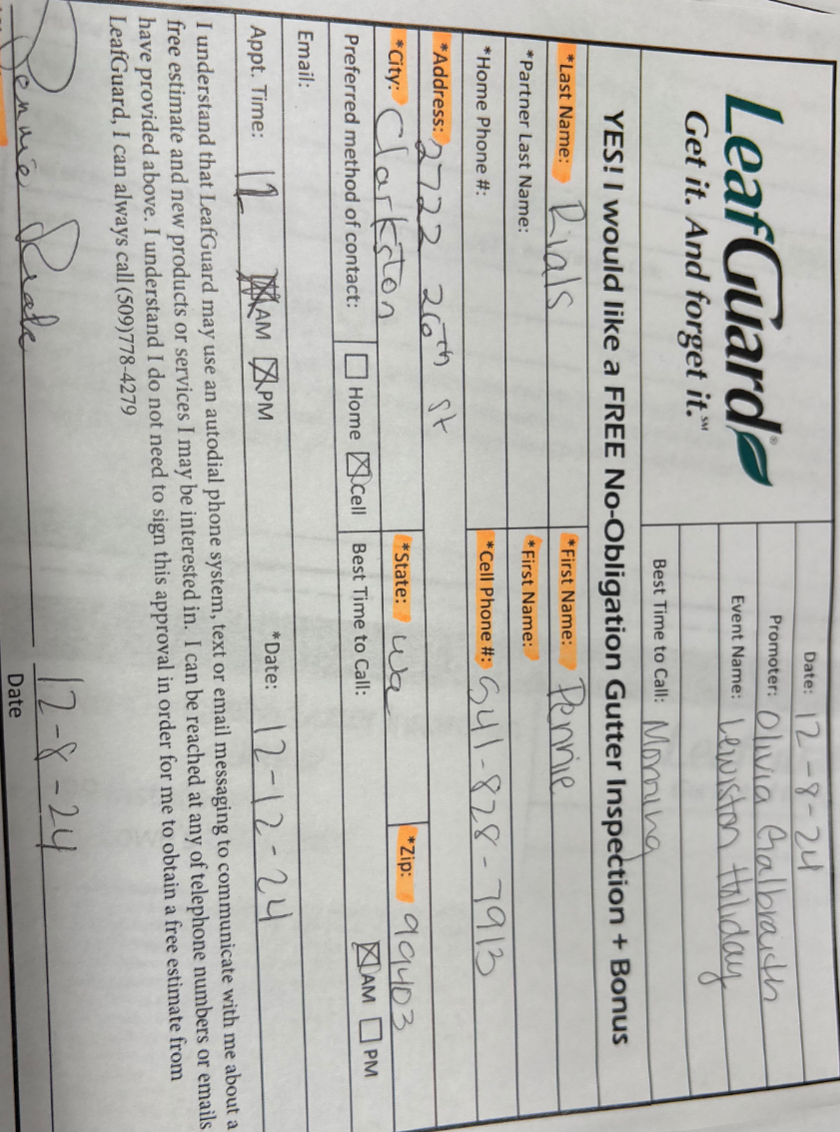 LeafGuard®
Get it. And forget it.℠
Date: 12-8-24
Promoter: Olivia Galbraith
Event Name: Lewiston Holiday
Best Time to Call: Morning
YES! I would like a FREE No-Obligation Gutter Inspection + Bonus
*Last Name: Rials *First Name: Pennie
*Partner Last Name: *First Name:
*Home Phone #: *Cell Phone #: 541-828-7913
*Address: 2722 26th St
*City: Clarkston *State: Wa *Zip: 99403
Preferred method of contact: Home Cell Best Time to Call: AM PM
Email:
Appt. Time: 12 AM PM *Date: 12-12-24
I understand that LeafGuard may use an autodial phone system, text or email messaging to communicate with me about a
free estimate and new products or services I may be interested in. I can be reached at any of telephone numbers or emails
have provided above. I understand I do not need to sign this approval in order for me to obtain a free estimate from
LeafGuard, I can always call (509)778-4279
Pennie 12-8-24
Date